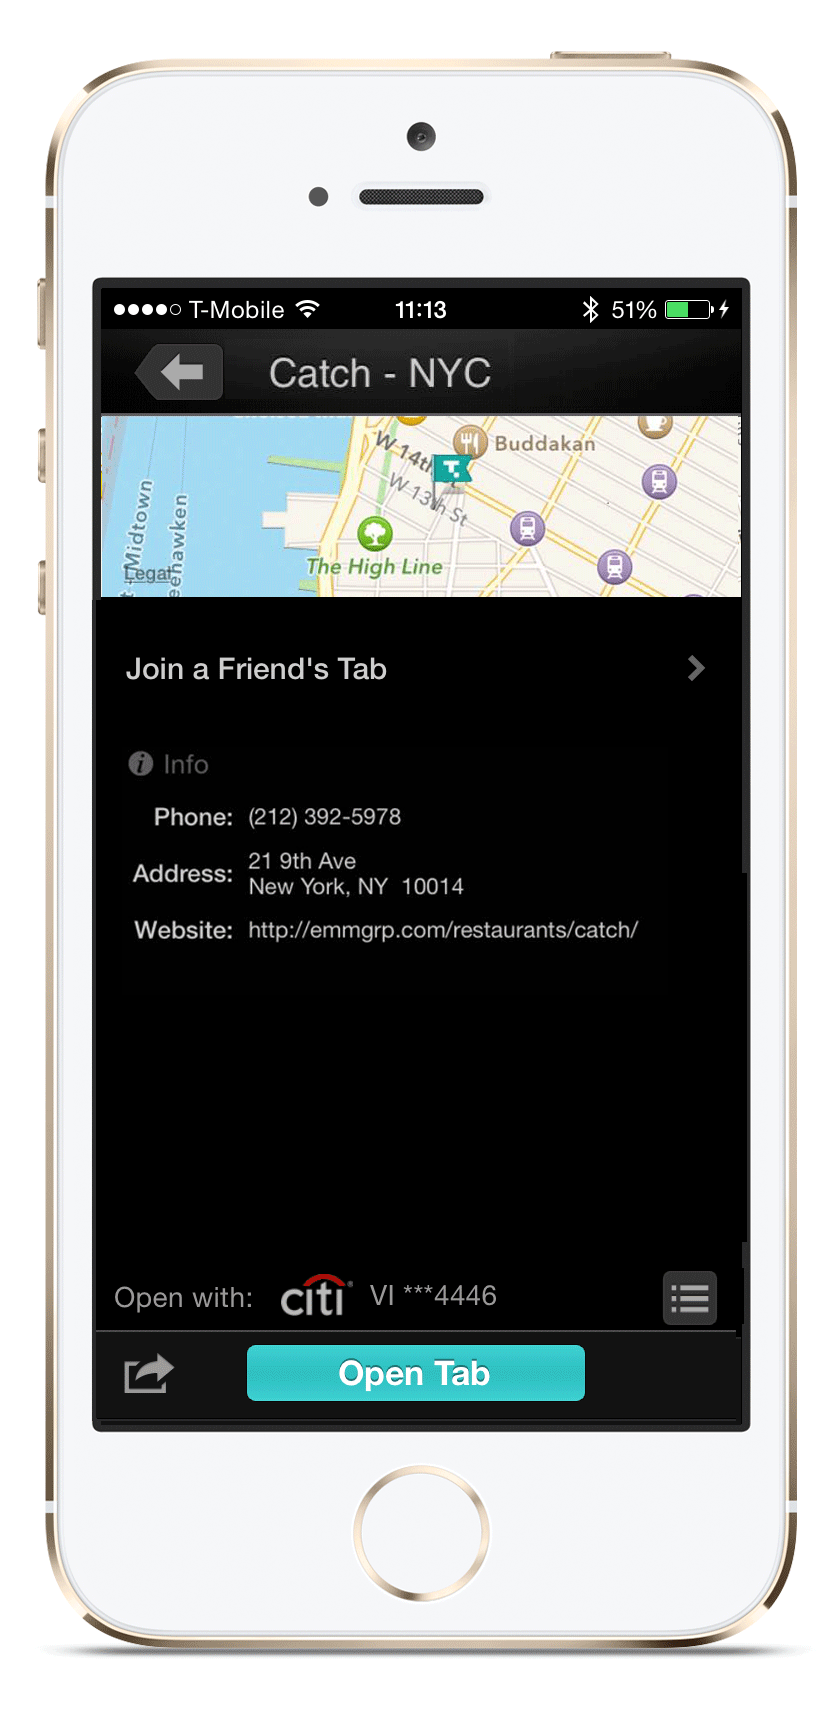 T-Mobile 11:13 51%
Catch - NYC
W 14th
Buddakan
W 13th St
The High Line
Midtown
eehawken
Legal
Join a Friend's Tab
Info
Phone: (212) 392-5978
Address: 21 9th Ave
New York, NY 10014
Website: http://emmgrp.com/restaurants/catch/
Open with: citi VI ***4446
Open Tab